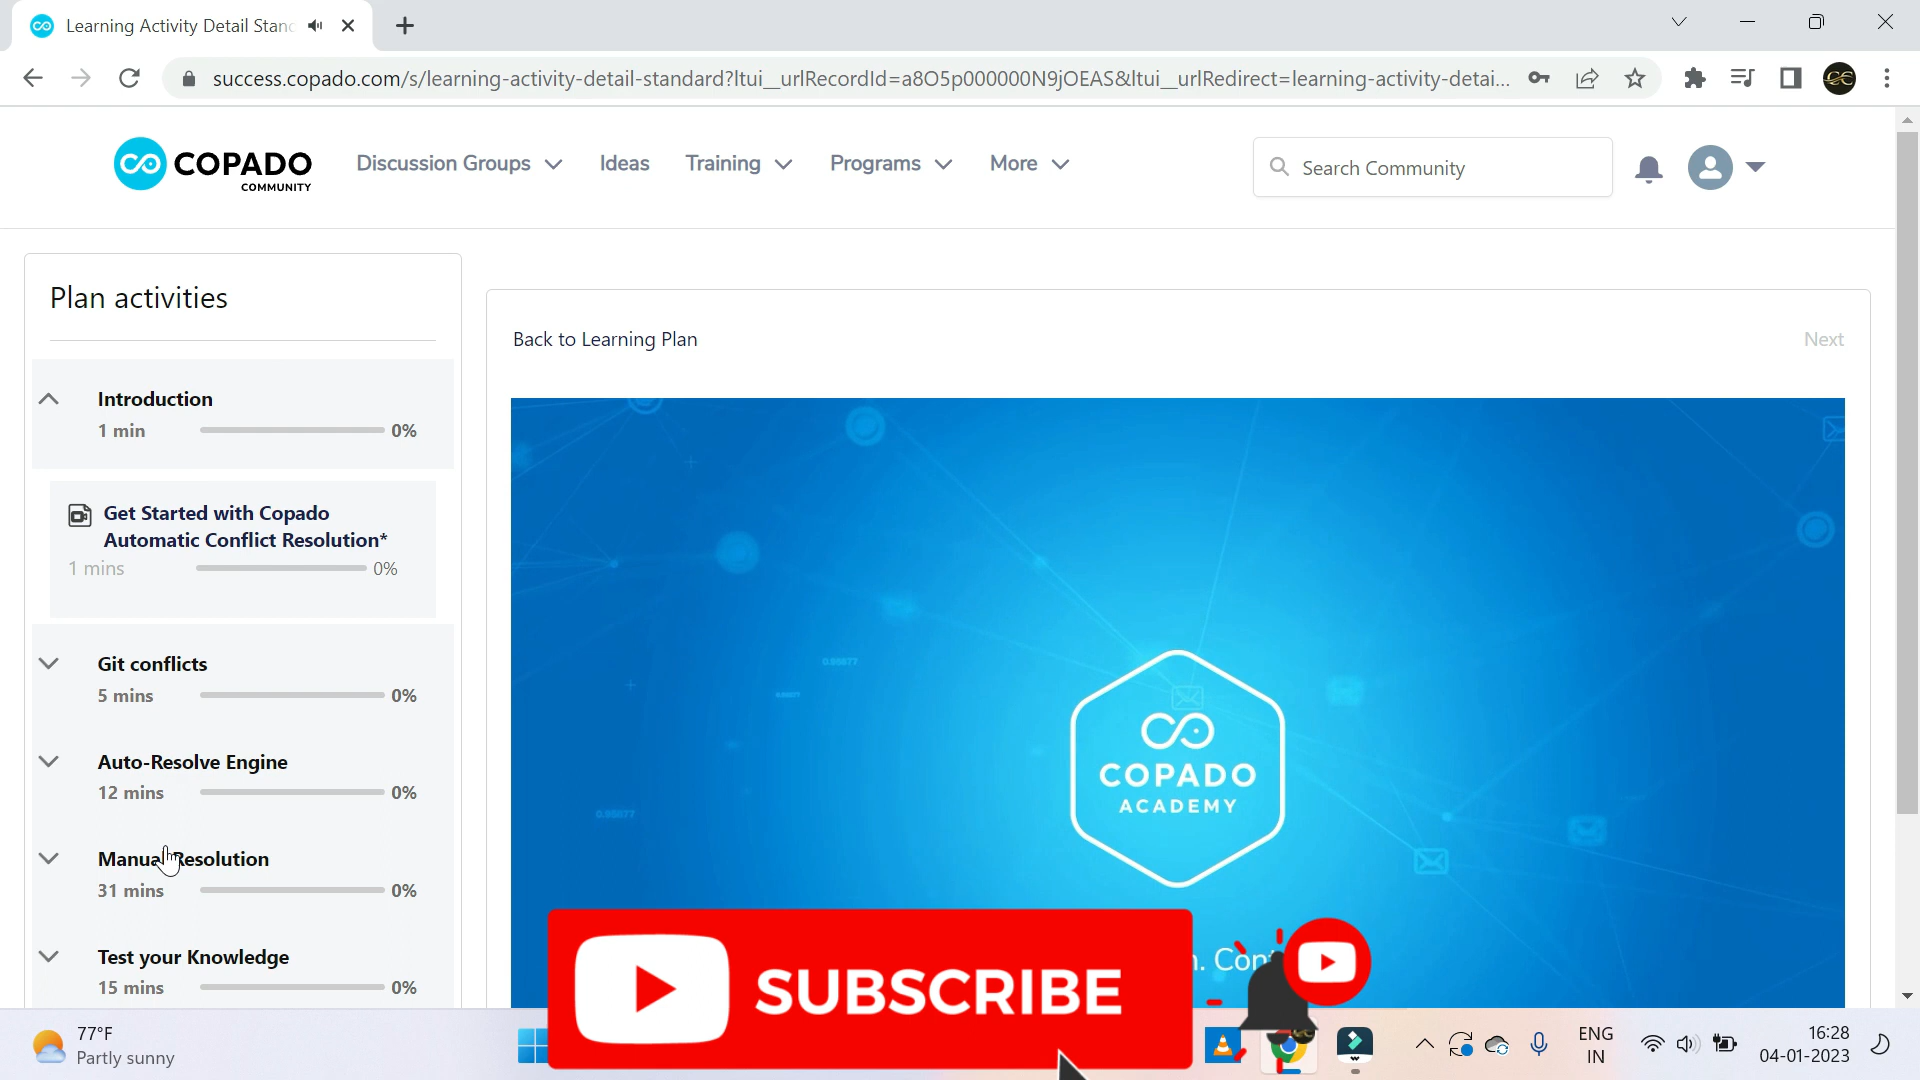 Learning Activity Detail Stanc
success.copado.com/s/learning-activity-detail-standard?ltui__urlRecordId=a8O5p000000N9jOEAS&ltui__urlRedirect=learning-activity-detai...
COPADO
COMMUNITY
Discussion Groups
Ideas
Training
Programs
More
Search Community
Plan activities
Introduction
1 min 0%
Get Started with Copado
Automatic Conflict Resolution*
1 mins 0%
Git conflicts
5 mins 0%
Auto-Resolve Engine
12 mins 0%
Manual Resolution
31 mins 0%
Test your Knowledge
15 mins 0%
Back to Learning Plan
Next
COPADO
ACADEMY
SUBSCRIBE
77°F
Partly sunny
ENG
IN
16:28
04-01-2023